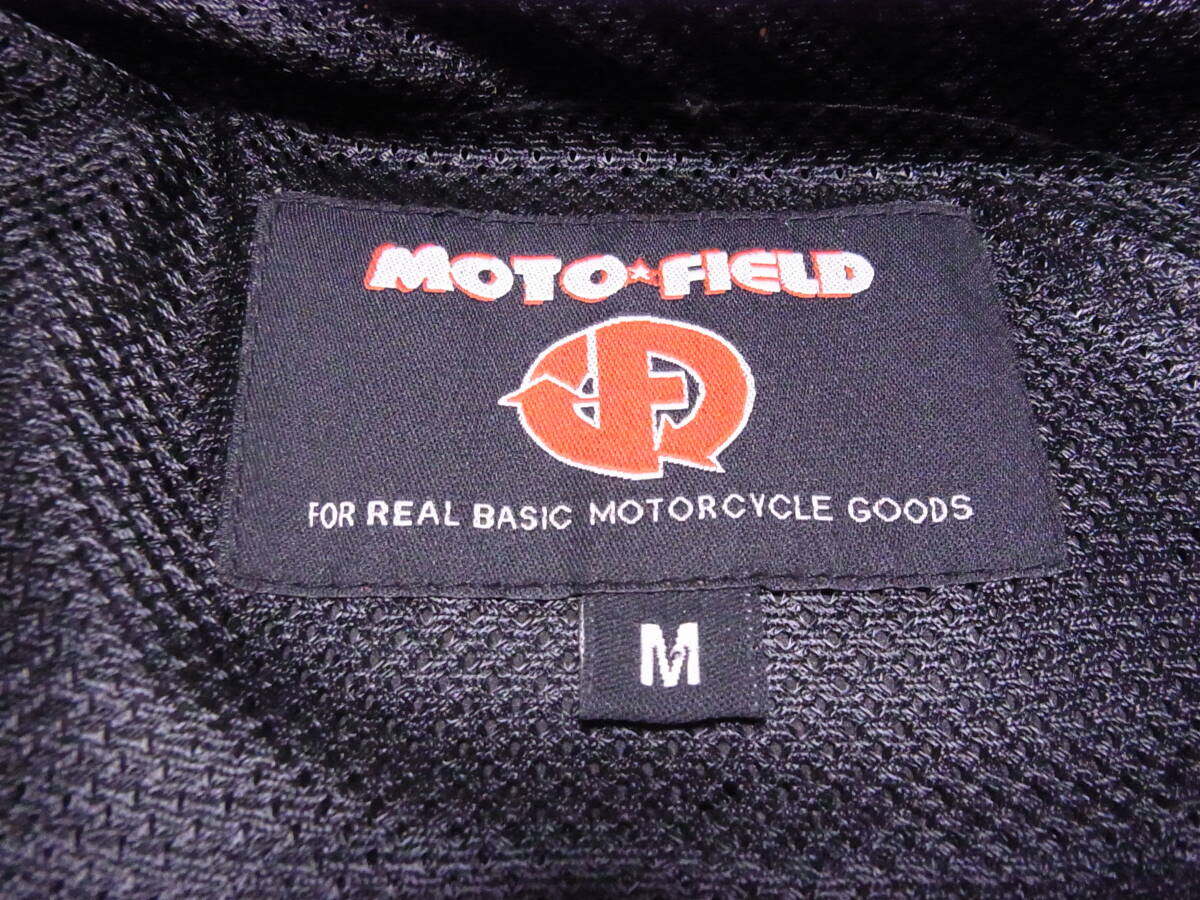 MOTO★FIELD
FOR REAL BASIC MOTORCYCLE GOODS
M